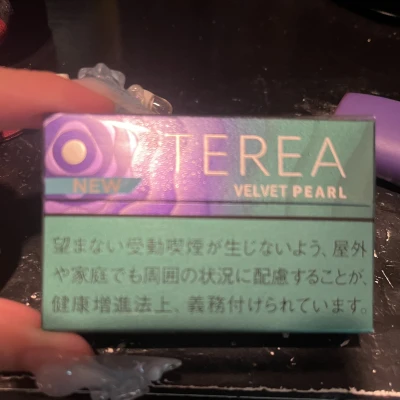 TEREA
NEW
VELVET PEARL
望まない受動喫煙が生じないよう、屋外
や家庭でも周囲の状況に配慮することが、
健康増進法上、義務付けられています。